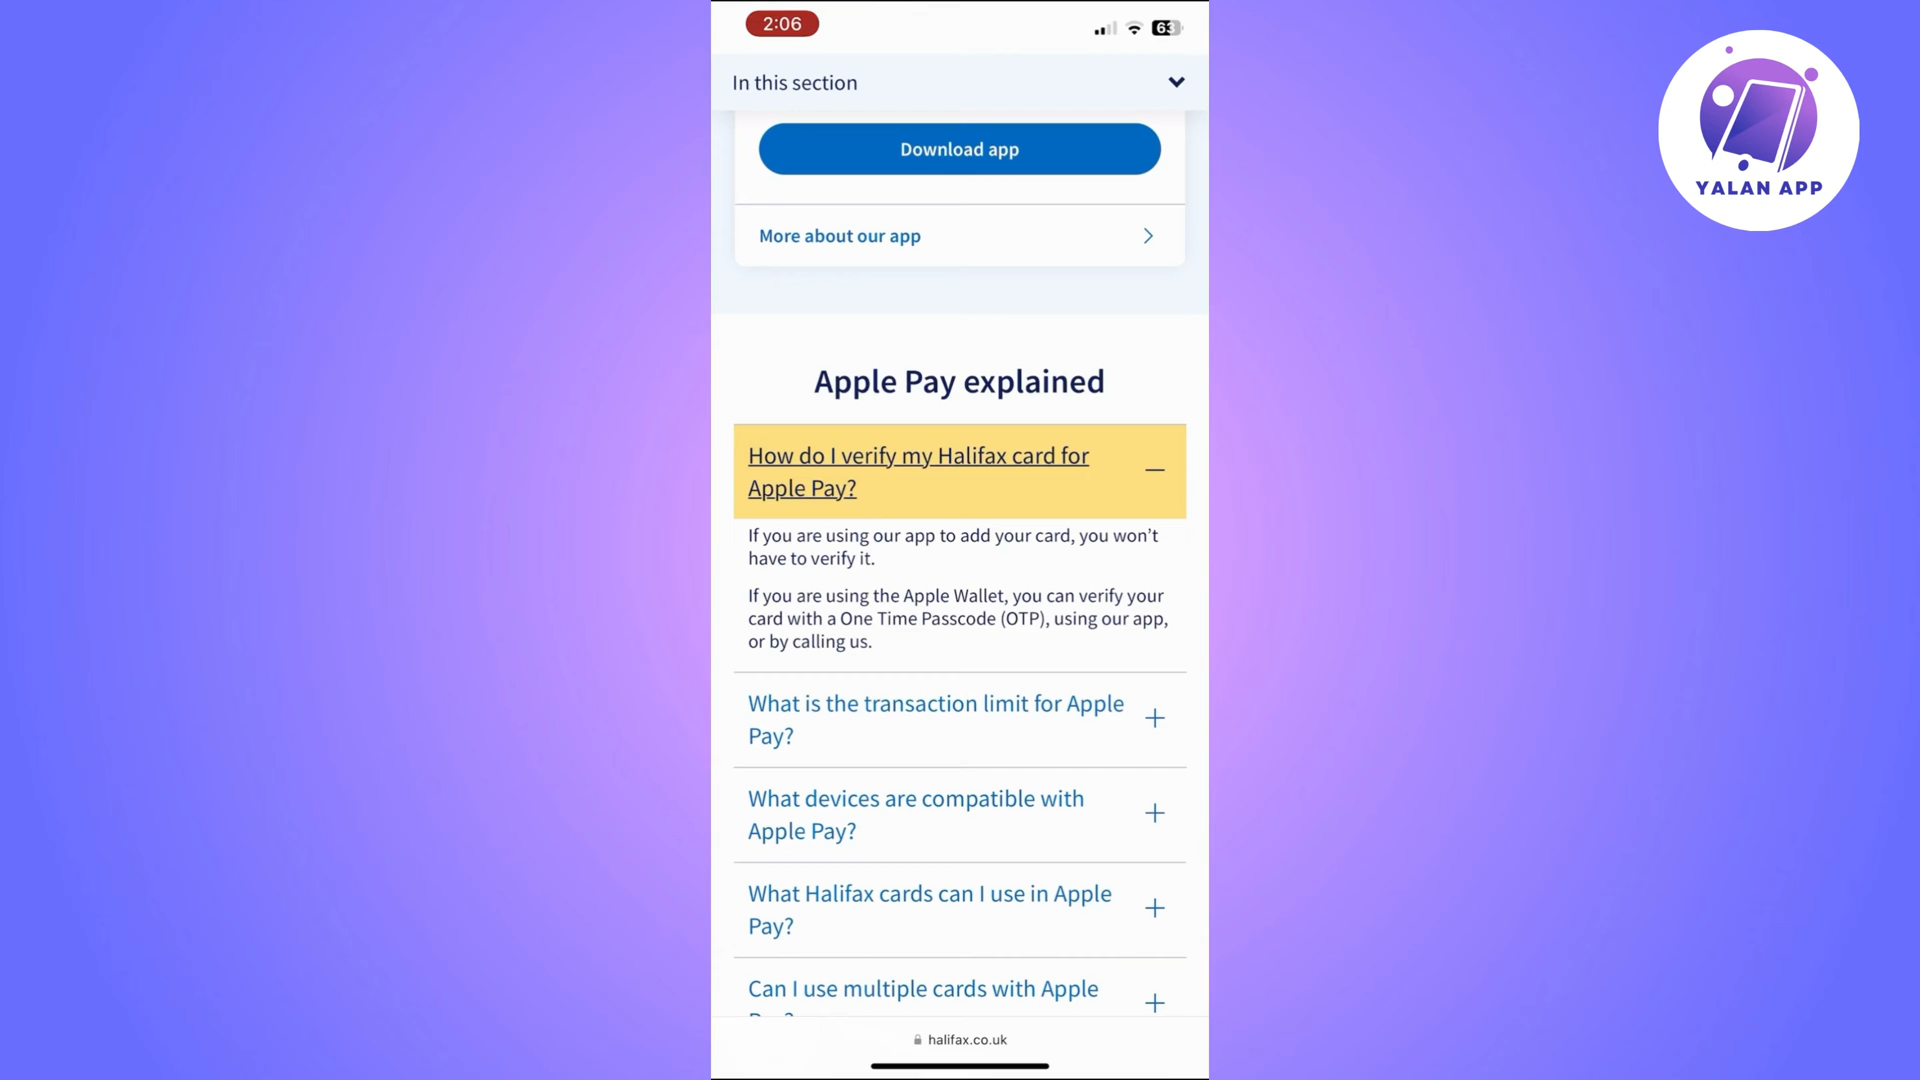 2:06
63
In this section
Download app
YALAN APP
More about our app
Apple Pay explained
How do I verify my Halifax card for
Apple Pay?
If you are using our app to add your card, you won’t
have to verify it.
If you are using the Apple Wallet, you can verify your
card with a One Time Passcode (OTP), using our app,
or by calling us.
What is the transaction limit for Apple
Pay?
What devices are compatible with
Apple Pay?
What Halifax cards can I use in Apple
Pay?
Can I use multiple cards with Apple
Pay?
halifax.co.uk